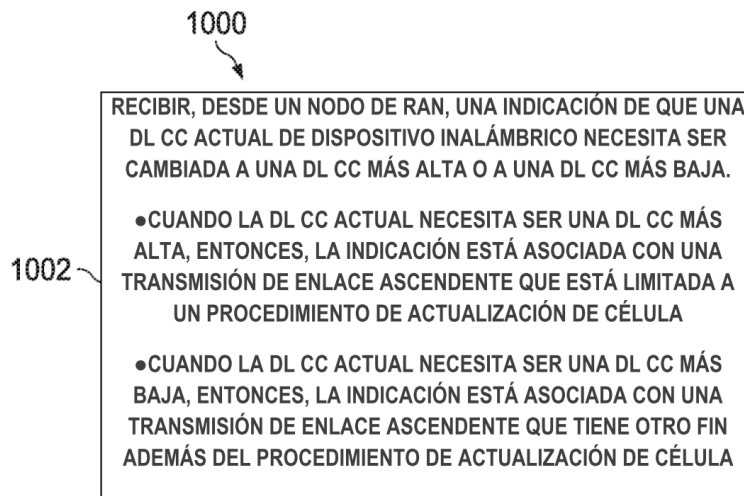 1000
RECIBIR, DESDE UN NODO DE RAN, UNA INDICACIÓN DE QUE UNA
DL CC ACTUAL DE DISPOSITIVO INALÁMBRICO NECESITA SER
CAMBIADA A UNA DL CC MÁS ALTA O A UNA DL CC MÁS BAJA.
●CUANDO LA DL CC ACTUAL NECESITA SER UNA DL CC MÁS
ALTA, ENTONCES, LA INDICACIÓN ESTÁ ASOCIADA CON UNA
1002
TRANSMISIÓN DE ENLACE ASCENDENTE QUE ESTÁ LIMITADA A
UN PROCEDIMIENTO DE ACTUALIZACIÓN DE CÉLULA
●CUANDO LA DL CC ACTUAL NECESITA SER UNA DL CC MÁS
BAJA, ENTONCES, LA INDICACIÓN ESTÁ ASOCIADA CON UNA
TRANSMISIÓN DE ENLACE ASCENDENTE QUE TIENE OTRO FIN
ADEMÁS DEL PROCEDIMIENTO DE ACTUALIZACIÓN DE CÉLULA